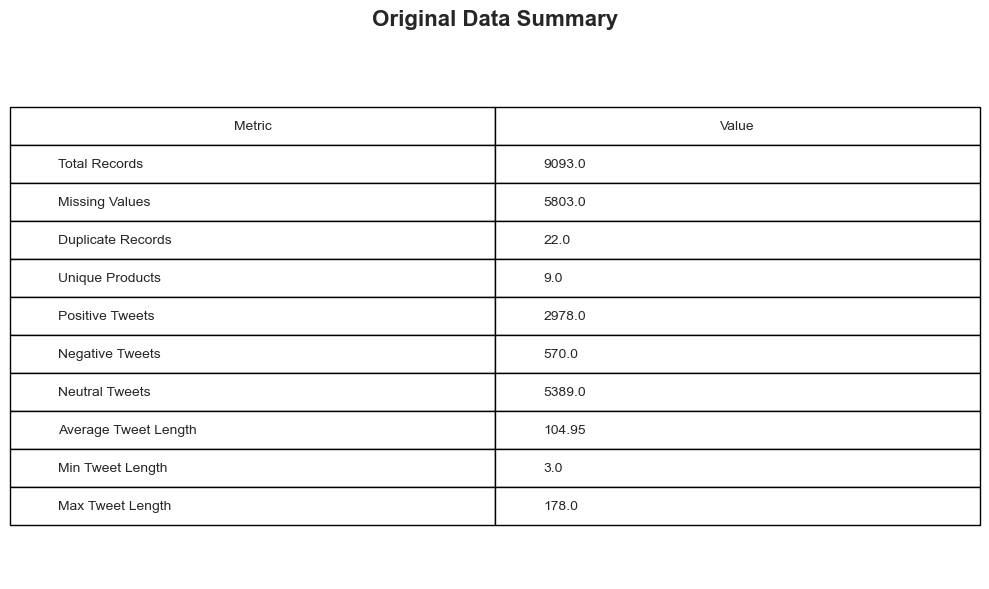 Original Data Summary
Metric Value
Total Records 9093.0
Missing Values 5803.0
Duplicate Records 22.0
Unique Products 9.0
Positive Tweets 2978.0
Negative Tweets 570.0
Neutral Tweets 5389.0
Average Tweet Length 104.95
Min Tweet Length 3.0
Max Tweet Length 178.0